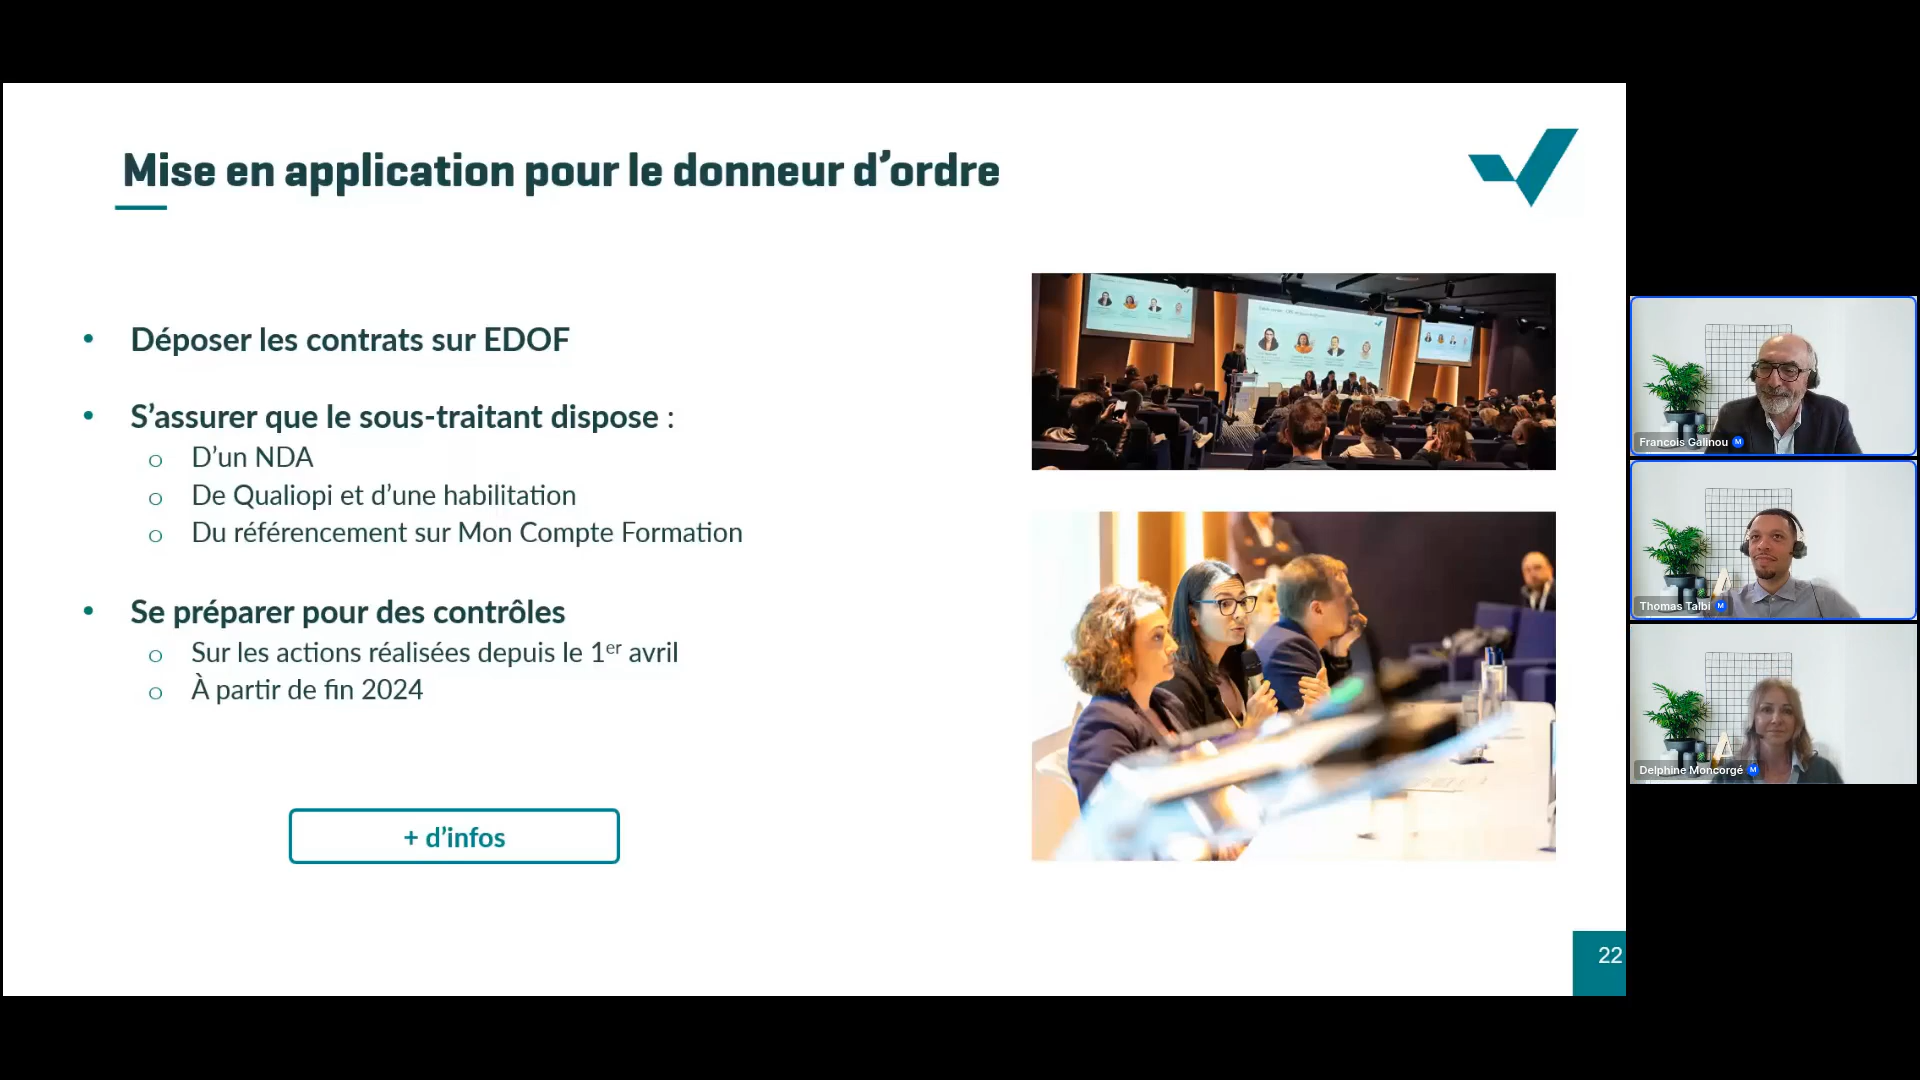 Mise en application pour le donneur d’ordre
• Déposer les contrats sur EDOF
• S’assurer que le sous-traitant dispose :
o D’un NDA
o De Qualiopi et d’une habilitation
o Du référencement sur Mon Compte Formation
• Se préparer pour des contrôles
o Sur les actions réalisées depuis le 1er avril
o À partir de fin 2024
+ d’infos
22
Francois Galinou M
Thomas Talbi M
Delphine Moncorgé M